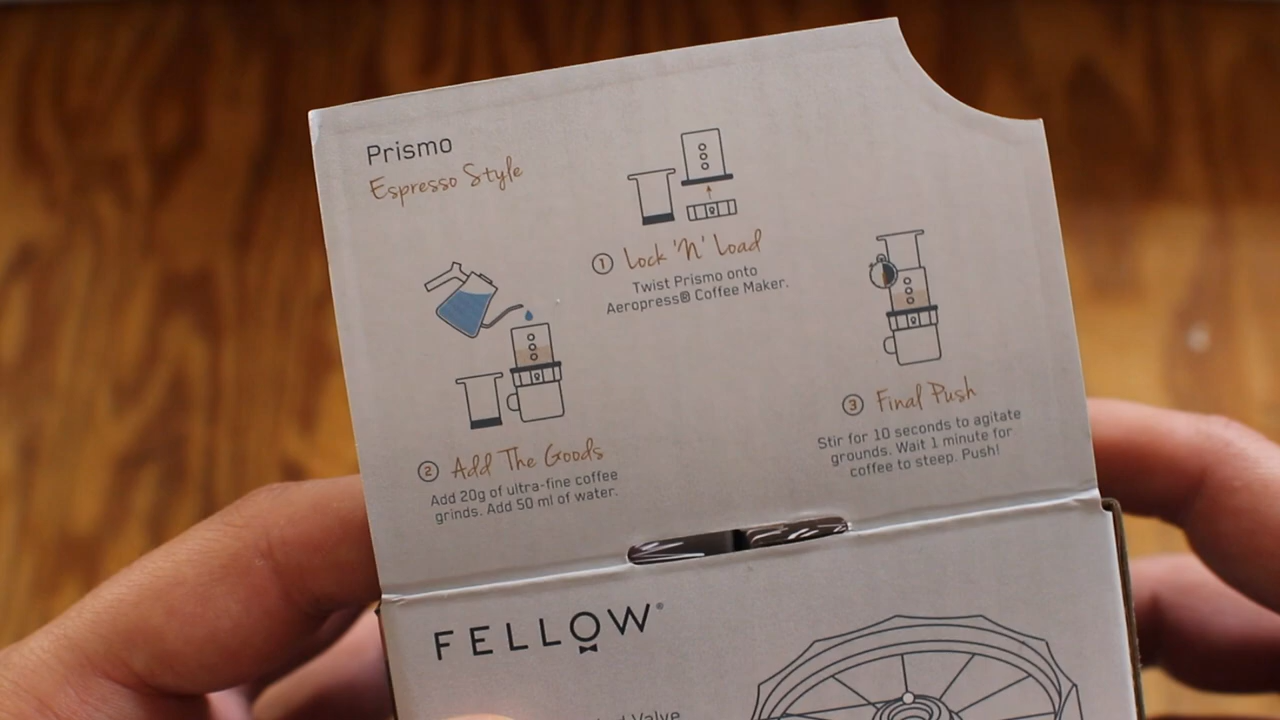 Prismo
Espresso Style
1 Lock 'N' Load
Twist Prismo onto
Aeropress® Coffee Maker.
2 Add The Goods
Add 20g of ultra-fine coffee
grinds. Add 50 ml of water.
3 Final Push
Stir for 10 seconds to agitate
grounds. Wait 1 minute for
coffee to steep. Push!
FELLOW®
Valve